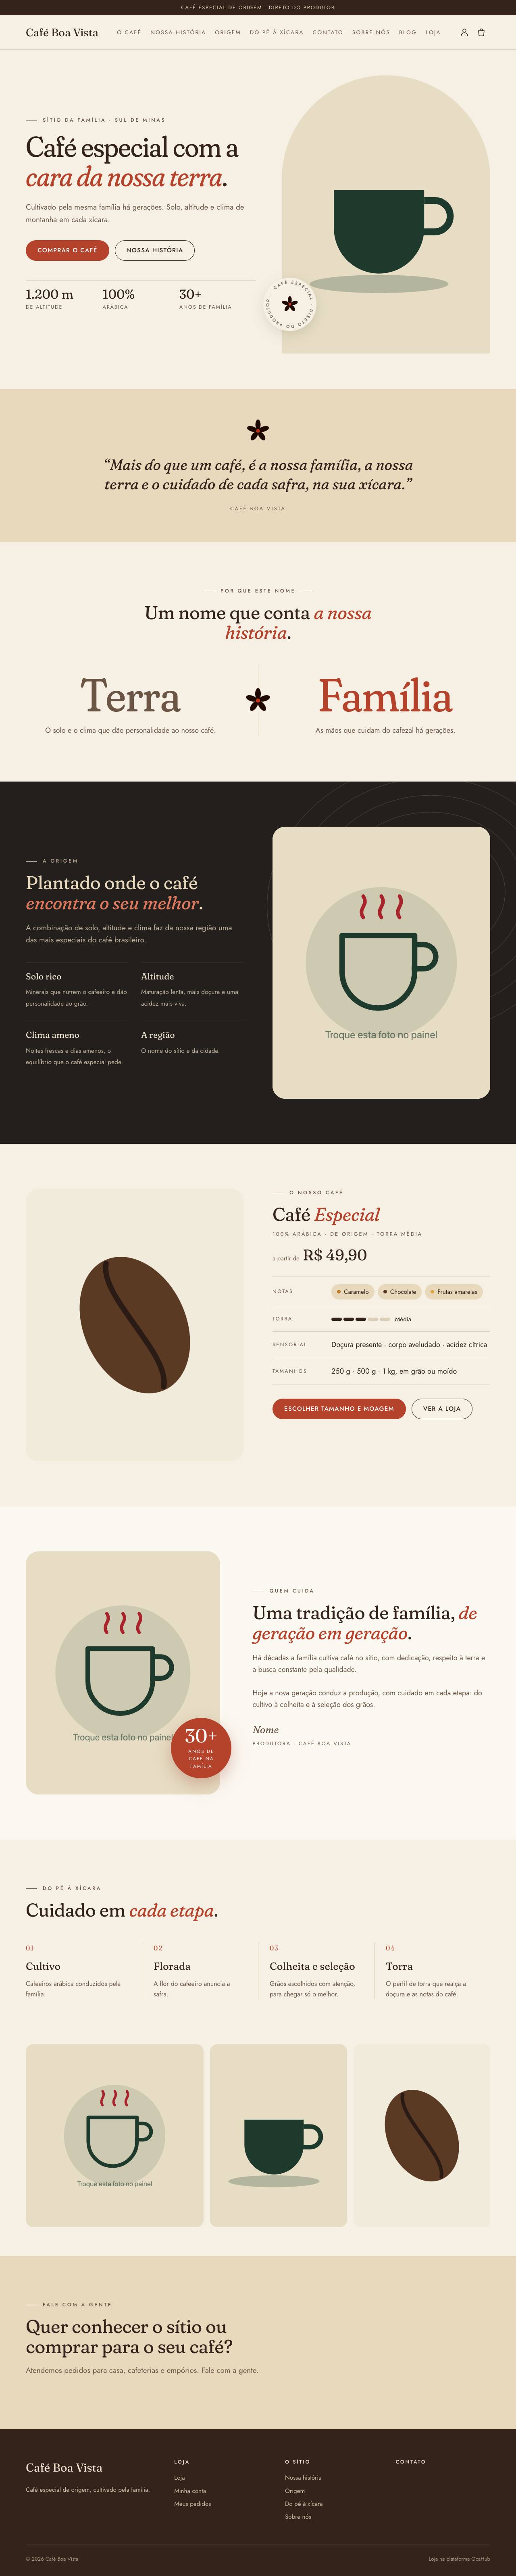 CAFÉ ESPECIAL DE ORIGEM · DIRETO DO PRODUTOR
Café Boa Vista
O CAFÉ
NOSSA HISTÓRIA
ORIGEM
DO PÉ À XÍCARA
CONTATO
SOBRE NÓS
BLOG
LOJA
SÍTIO DA FAMÍLIA · SUL DE MINAS
Café especial com a
cara da nossa terra.
Cultivado pela mesma família há gerações. Solo, altitude e clima de
montanha em cada xícara.
COMPRAR O CAFÉ
NOSSA HISTÓRIA
1.200 m
DE ALTITUDE
100%
ARÁBICA
30+
ANOS DE FAMÍLIA
CAFÉ ESPECIAL · DIRETO DO PRODUTOR ·
“Mais do que um café, é a nossa família, a nossa
terra e o cuidado de cada safra, na sua xícara.”
CAFÉ BOA VISTA
POR QUE ESTE NOME
Um nome que conta a nossa
história.
Terra
O solo e o clima que dão personalidade ao nosso café.
Família
As mãos que cuidam do cafezal há gerações.
A ORIGEM
Plantado onde o café
encontra o seu melhor.
A combinação de solo, altitude e clima faz da nossa região uma
das mais especiais do café brasileiro.
Solo rico
Minerais que nutrem o cafeeiro e dão
personalidade ao grão.
Altitude
Maturação lenta, mais doçura e uma
acidez mais viva.
Clima ameno
Noites frescas e dias amenos, o
equilíbrio que o café especial pede.
A região
O nome do sítio e da cidade.
Troque esta foto no painel
O NOSSO CAFÉ
Café Especial
100% ARÁBICA · DE ORIGEM · TORRA MÉDIA
a partir de R$ 49,90
NOTAS
Caramelo
Chocolate
Frutas amarelas
TORRA
Média
SENSORIAL
Doçura presente · corpo aveludado · acidez cítrica
TAMANHOS
250 g · 500 g · 1 kg, em grão ou moído
ESCOLHER TAMANHO E MOAGEM
VER A LOJA
Troque esta foto no painel
30+
ANOS DE
CAFÉ NA
FAMÍLIA
QUEM CUIDA
Uma tradição de família, de
geração em geração.
Há décadas a família cultiva café no sítio, com dedicação, respeito à terra e
a busca constante pela qualidade.
Hoje a nova geração conduz a produção, com cuidado em cada etapa: do
cultivo à colheita e à seleção dos grãos.
Nome
PRODUTORA · CAFÉ BOA VISTA
DO PÉ À XÍCARA
Cuidado em cada etapa.
01
Cultivo
Cafeeiros arábica conduzidos pela
família.
02
Florada
A flor do cafeeiro anuncia a
safra.
03
Colheita e seleção
Grãos escolhidos com atenção,
para chegar só o melhor.
04
Torra
O perfil de torra que realça a
doçura e as notas do café.
Troque esta foto no painel
FALE COM A GENTE
Quer conhecer o sítio ou
comprar para o seu café?
Atendemos pedidos para casa, cafeterias e empórios. Fale com a gente.
Café Boa Vista
Café especial de origem, cultivado pela família.
LOJA
Loja
Minha conta
Meus pedidos
O SÍTIO
Nossa história
Origem
Do pé à xícara
Sobre nós
CONTATO
© 2026 Café Boa Vista
Loja na plataforma OcaHub